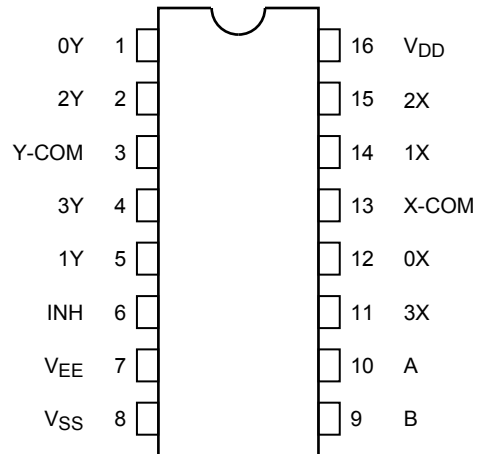 0Y 1 16 VDD
2Y 2 15 2X
Y-COM 3 14 1X
3Y 4 13 X-COM
1Y 5 12 0X
INH 6 11 3X
VEE 7 10 A
VSS 8 9 B